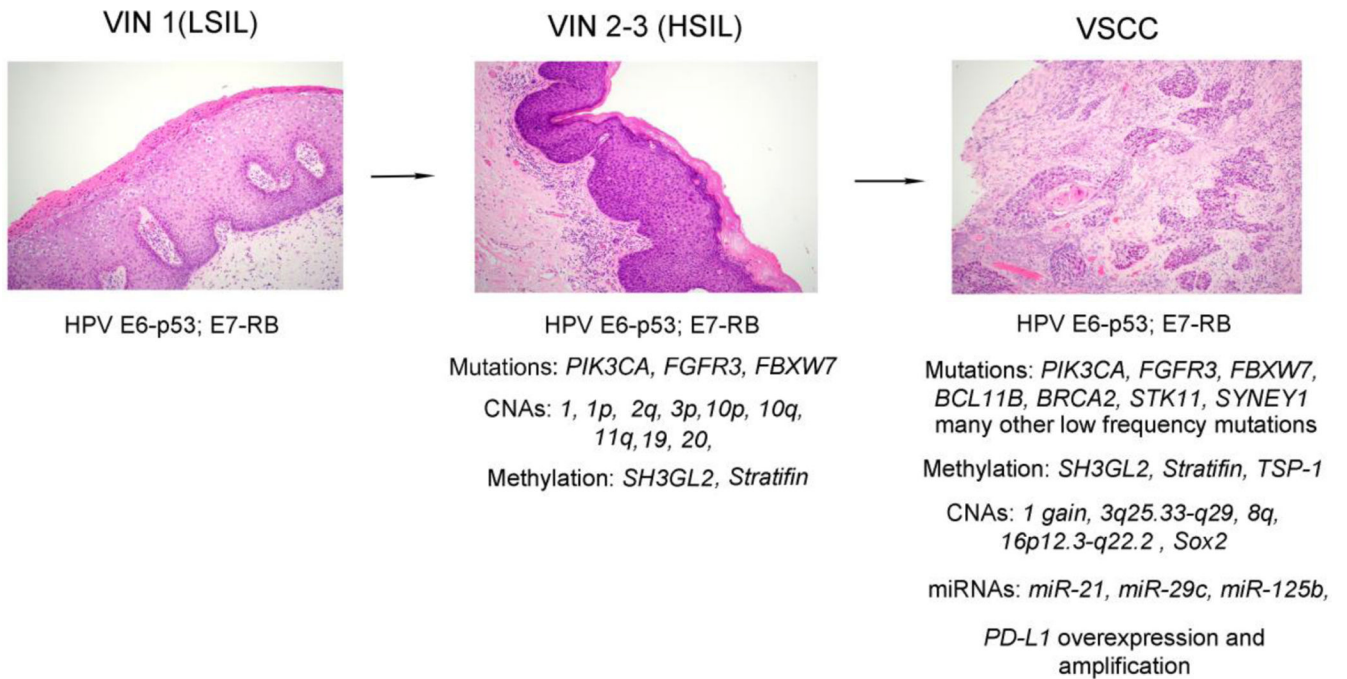 VIN 1(LSIL)
VIN 2-3 (HSIL)
VSCC
HPV E6-p53; E7-RB
HPV E6-p53; E7-RB
Mutations: PIK3CA, FGFR3, FBXW7
CNAs: 1, 1p, 2q, 3p, 10p, 10q,
11q, 19, 20,
Methylation: SH3GL2, Stratifin
HPV E6-p53; E7-RB
Mutations: PIK3CA, FGFR3, FBXW7,
BCL11B, BRCA2, STK11, SYNEY1
many other low frequency mutations
Methylation: SH3GL2, Stratifin, TSP-1
CNAs: 1 gain, 3q25.33-q29, 8q,
16p12.3-q22.2 , Sox2
miRNAs: miR-21, miR-29c, miR-125b,
PD-L1 overexpression and
amplification